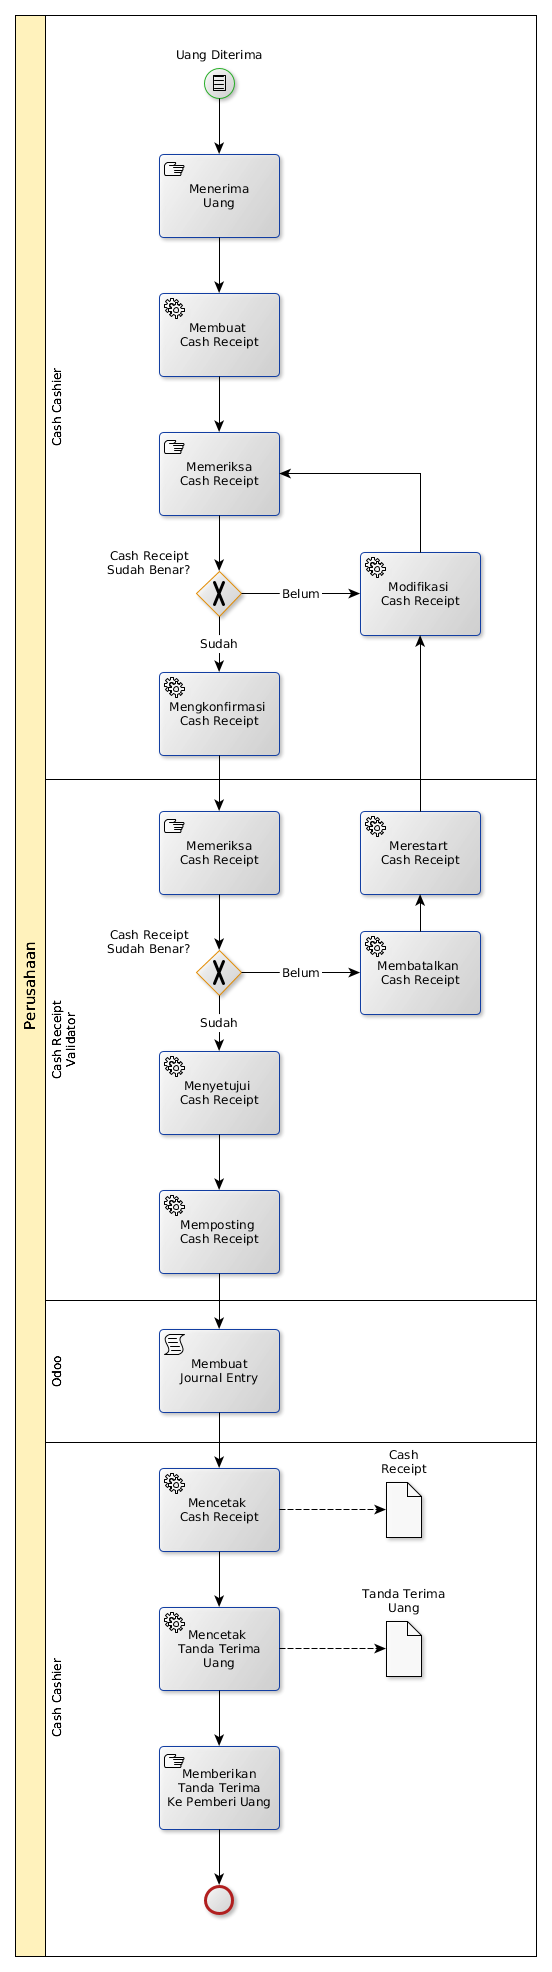 Perusahaan
Cash Cashier
Uang Diterima
Menerima
Uang
Membuat
Cash Receipt
Memeriksa
Cash Receipt
Cash Receipt
Sudah Benar?
Belum
Modifikasi
Cash Receipt
Sudah
Mengkonfirmasi
Cash Receipt
Cash Receipt
Validator
Memeriksa
Cash Receipt
Merestart
Cash Receipt
Cash Receipt
Sudah Benar?
Belum
Membatalkan
Cash Receipt
Sudah
Menyetujui
Cash Receipt
Memposting
Cash Receipt
Odoo
Membuat
Journal Entry
Cash Cashier
Mencetak
Cash Receipt
Cash
Receipt
Mencetak
Tanda Terima
Uang
Tanda Terima
Uang
Memberikan
Tanda Terima
Ke Pemberi Uang